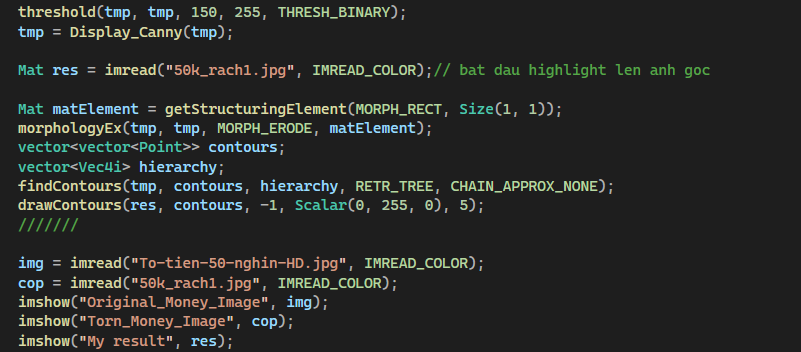 threshold(tmp, tmp, 150, 255, THRESH_BINARY);
tmp = Display_Canny(tmp);
Mat res = imread("50k_rach1.jpg", IMREAD_COLOR);// bat dau highlight len anh goc
Mat matElement = getStructuringElement(MORPH_RECT, Size(1, 1));
morphologyEx(tmp, tmp, MORPH_ERODE, matElement);
vector<vector<Point>> contours;
vector<Vec4i> hierarchy;
findContours(tmp, contours, hierarchy, RETR_TREE, CHAIN_APPROX_NONE);
drawContours(res, contours, -1, Scalar(0, 255, 0), 5);
///////
img = imread("To-tien-50-nghin-HD.jpg", IMREAD_COLOR);
cop = imread("50k_rach1.jpg", IMREAD_COLOR);
imshow("Original_Money_Image", img);
imshow("Torn_Money_Image", cop);
imshow("My result", res);